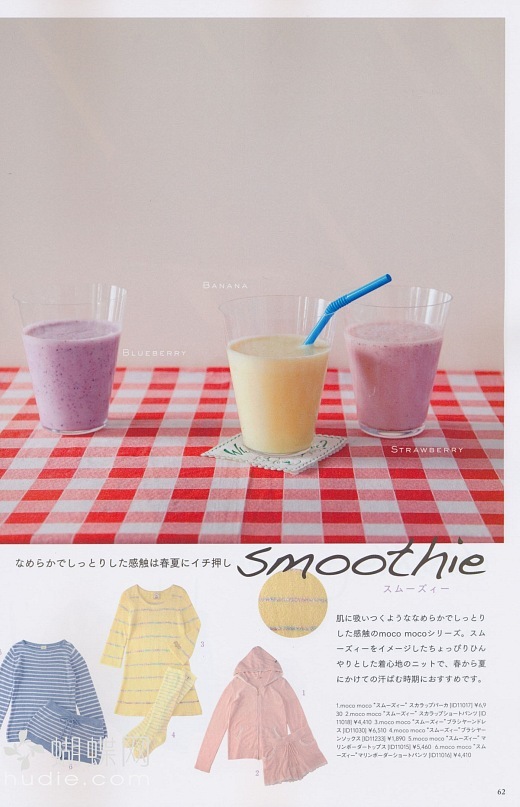 BANANA
BLUEBERRY
STRAWBERRY
なめらかでしっとりした感触は春夏にイチ押し
smoothie
スムーズィー
肌に吸いつくようななめらかでしっとり
した感触のmoco mocoシリーズ。スム
ージーをイメージしたちょっぴりひん
やりとした着心地のニットで、春から夏
にかけての汗ばむ時期におすすめです。
1.moco moco "スムーズィー" スカラップパーカ [ID11017] ¥6,9
30 2.moco moco "スムーズィー" スカラップショートパンツ [ID
11018] ¥4,410 3.moco moco "スムーズィー" ブラシヤーンドレ
ス [ID11030] ¥6,510 4.moco moco "スムーズィー" ブラシヤ
ーンソックス [ID11233] ¥1,890 5.moco moco "スムーズィー" マ
リンボーダートップス [ID11015] ¥5,460 6.moco moco "スム
ーズィー" マリンボーダーショートパンツ [ID11016] ¥4,410
3
1
4
2
6
蝴蝶网
hudie.com
62